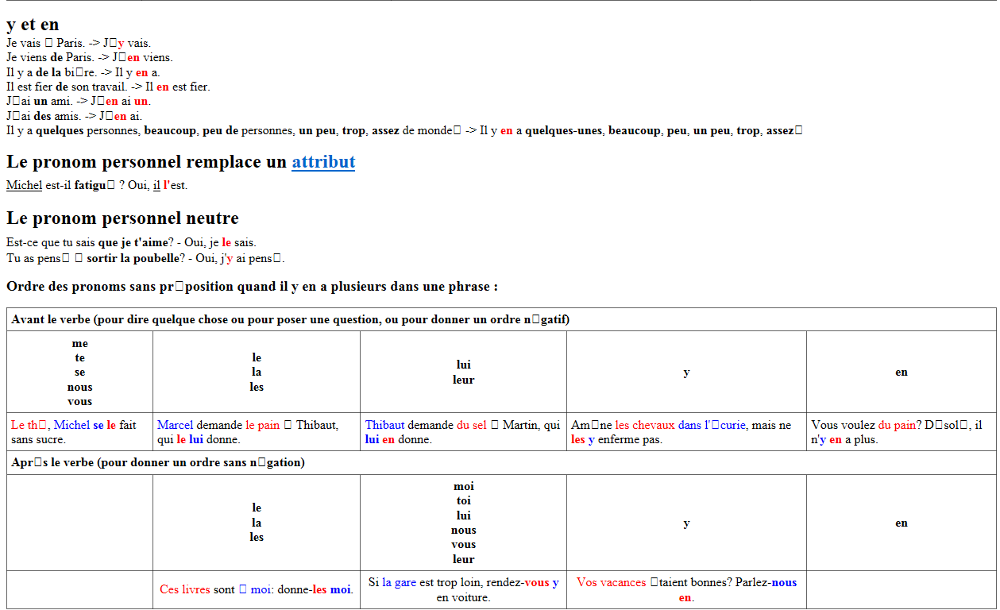 y et en
Je vais □ Paris. -> J□y vais.
Je viens de Paris. -> J□en viens.
Il y a de la bi□re. -> Il y en a.
Il est fier de son travail. -> Il en est fier.
J□ai un ami. -> J□en ai un.
J□ai des amis. -> J□en ai.
Il y a quelques personnes, beaucoup, peu de personnes, un peu, trop, assez de monde□ -> Il y en a quelques-unes, beaucoup, peu, un peu, trop, assez□
Le pronom personnel remplace un attribut
Michel est-il fatigu□ ? Oui, il l'est.
Le pronom personnel neutre
Est-ce que tu sais que je t'aime? - Oui, je le sais.
Tu as pens□ □ sortir la poubelle? - Oui, j'y ai pens□.
Ordre des pronoms sans pr□position quand il y en a plusieurs dans une phrase :
Avant le verbe (pour dire quelque chose ou pour poser une question, ou pour donner un ordre n□gatif)
me
te
se
nous
vous
le
la
les
lui
leur
y
en
Le th□, Michel se le fait
sans sucre.
Marcel demande le pain □ Thibaut,
qui le lui donne.
Thibaut demande du sel □ Martin, qui
lui en donne.
Am□ne les chevaux dans l'□curie, mais ne
les y enferme pas.
Vous voulez du pain? D□sol□, il
n'y en a plus.
Apr□s le verbe (pour donner un ordre sans n□gation)
le
la
les
moi
toi
lui
nous
vous
leur
y
en
Ces livres sont □ moi: donne-les moi.
Si la gare est trop loin, rendez-vous y
en voiture.
Vos vacances □taient bonnes? Parlez-nous
en.